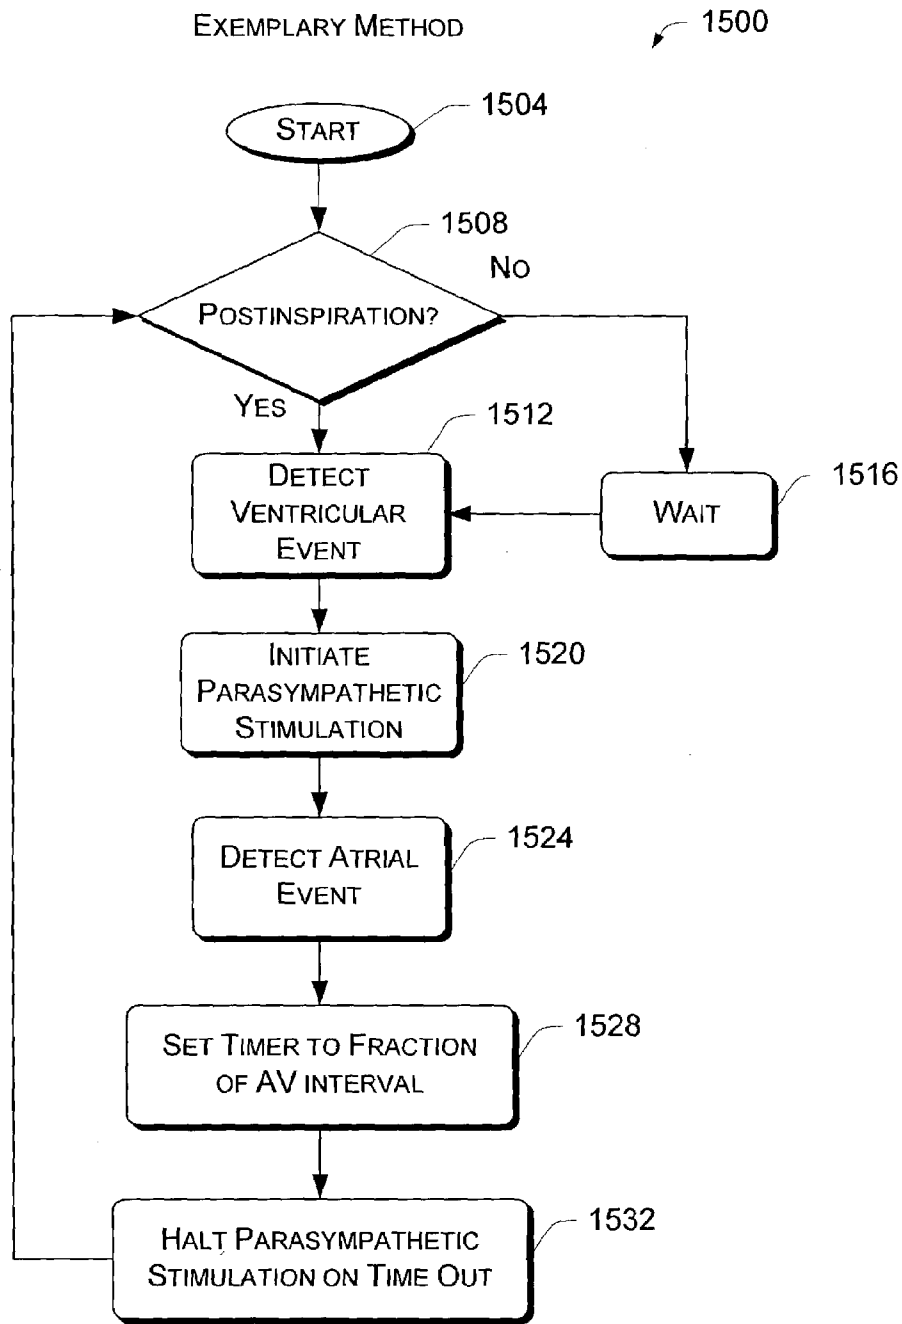 EXEMPLARY METHOD
1500
START
1504
1508
NO
POSTINSPIRATION?
YES
1512
DETECT
VENTRICULAR
EVENT
WAIT
1516
INITIATE
PARASYMPATHETIC
STIMULATION
1520
DETECT ATRIAL
EVENT
1524
SET TIMER TO FRACTION
OF AV INTERVAL
1528
HALT PARASYMPATHETIC
STIMULATION ON TIME OUT
1532